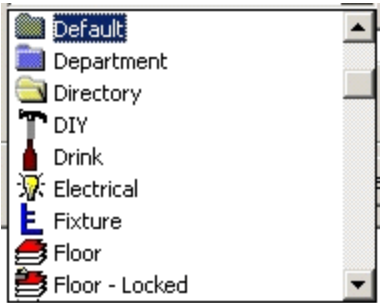 Default
Department
Directory
DIY
Drink
Electrical
Fixture
Floor
Floor - Locked